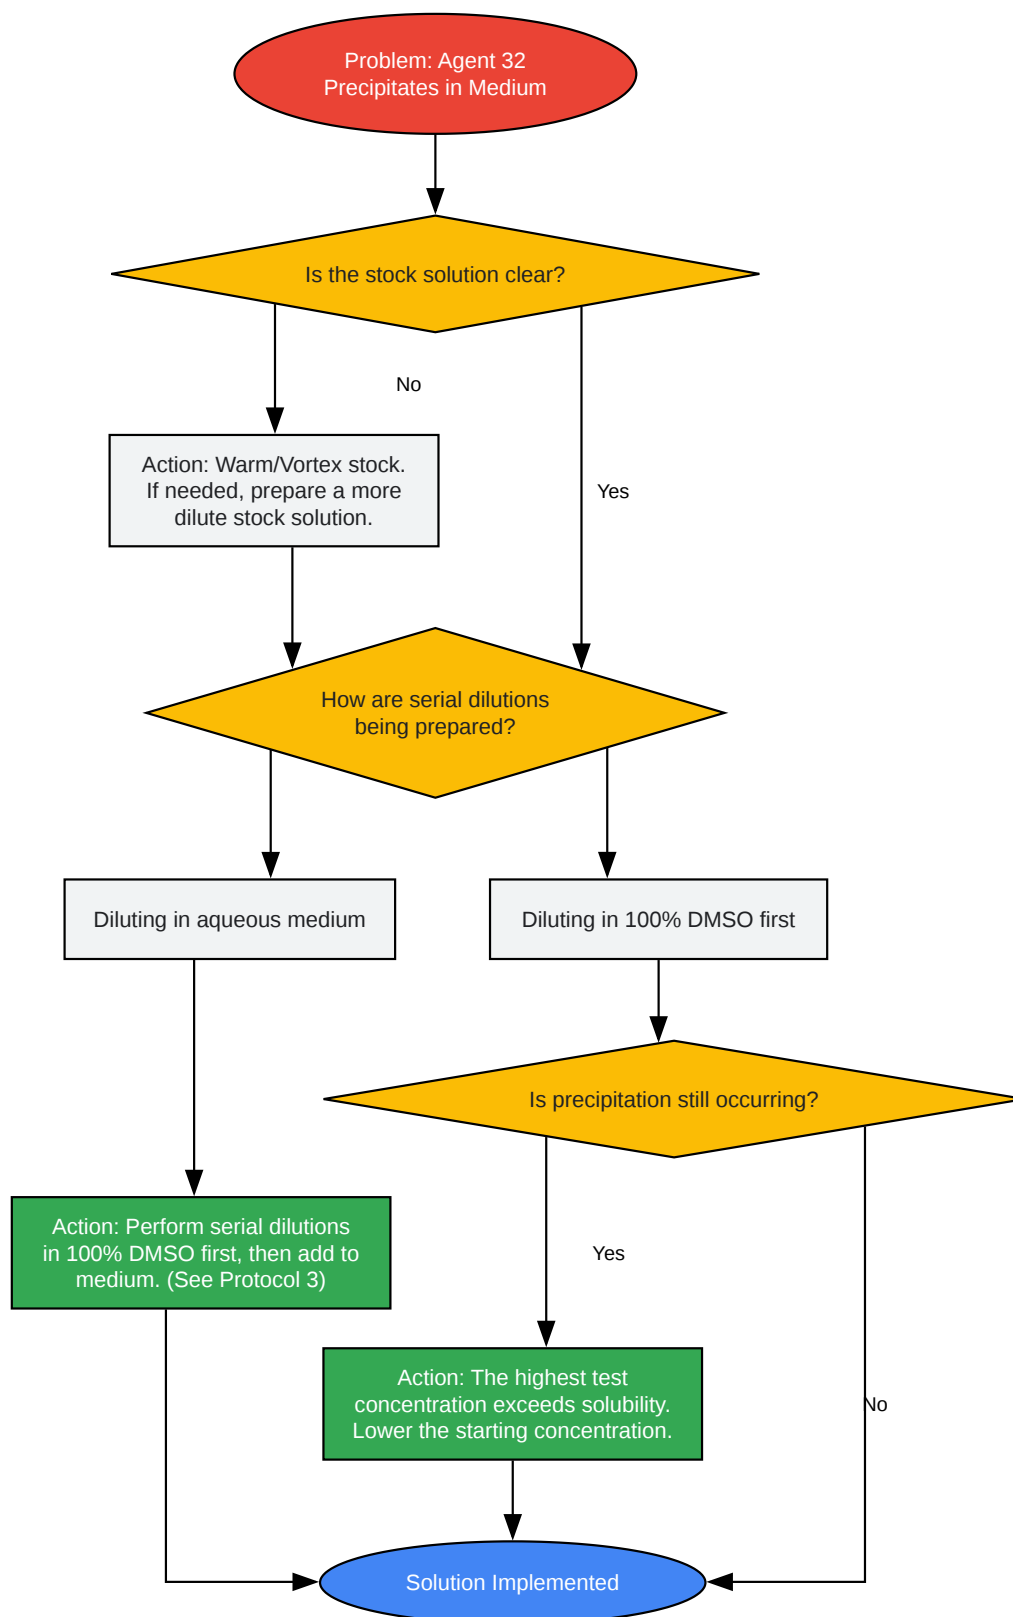 Problem: Agent 32
Precipitates in Medium
Is the stock solution clear?
No
Action: Warm/Vortex stock.
If needed, prepare a more
dilute stock solution.
Yes
How are serial dilutions
being prepared?
Diluting in aqueous medium
Diluting in 100% DMSO first
Is precipitation still occurring?
Action: Perform serial dilutions
in 100% DMSO first, then add to
medium. (See Protocol 3)
Yes
Action: The highest test
concentration exceeds solubility.
Lower the starting concentration.
No
Solution Implemented